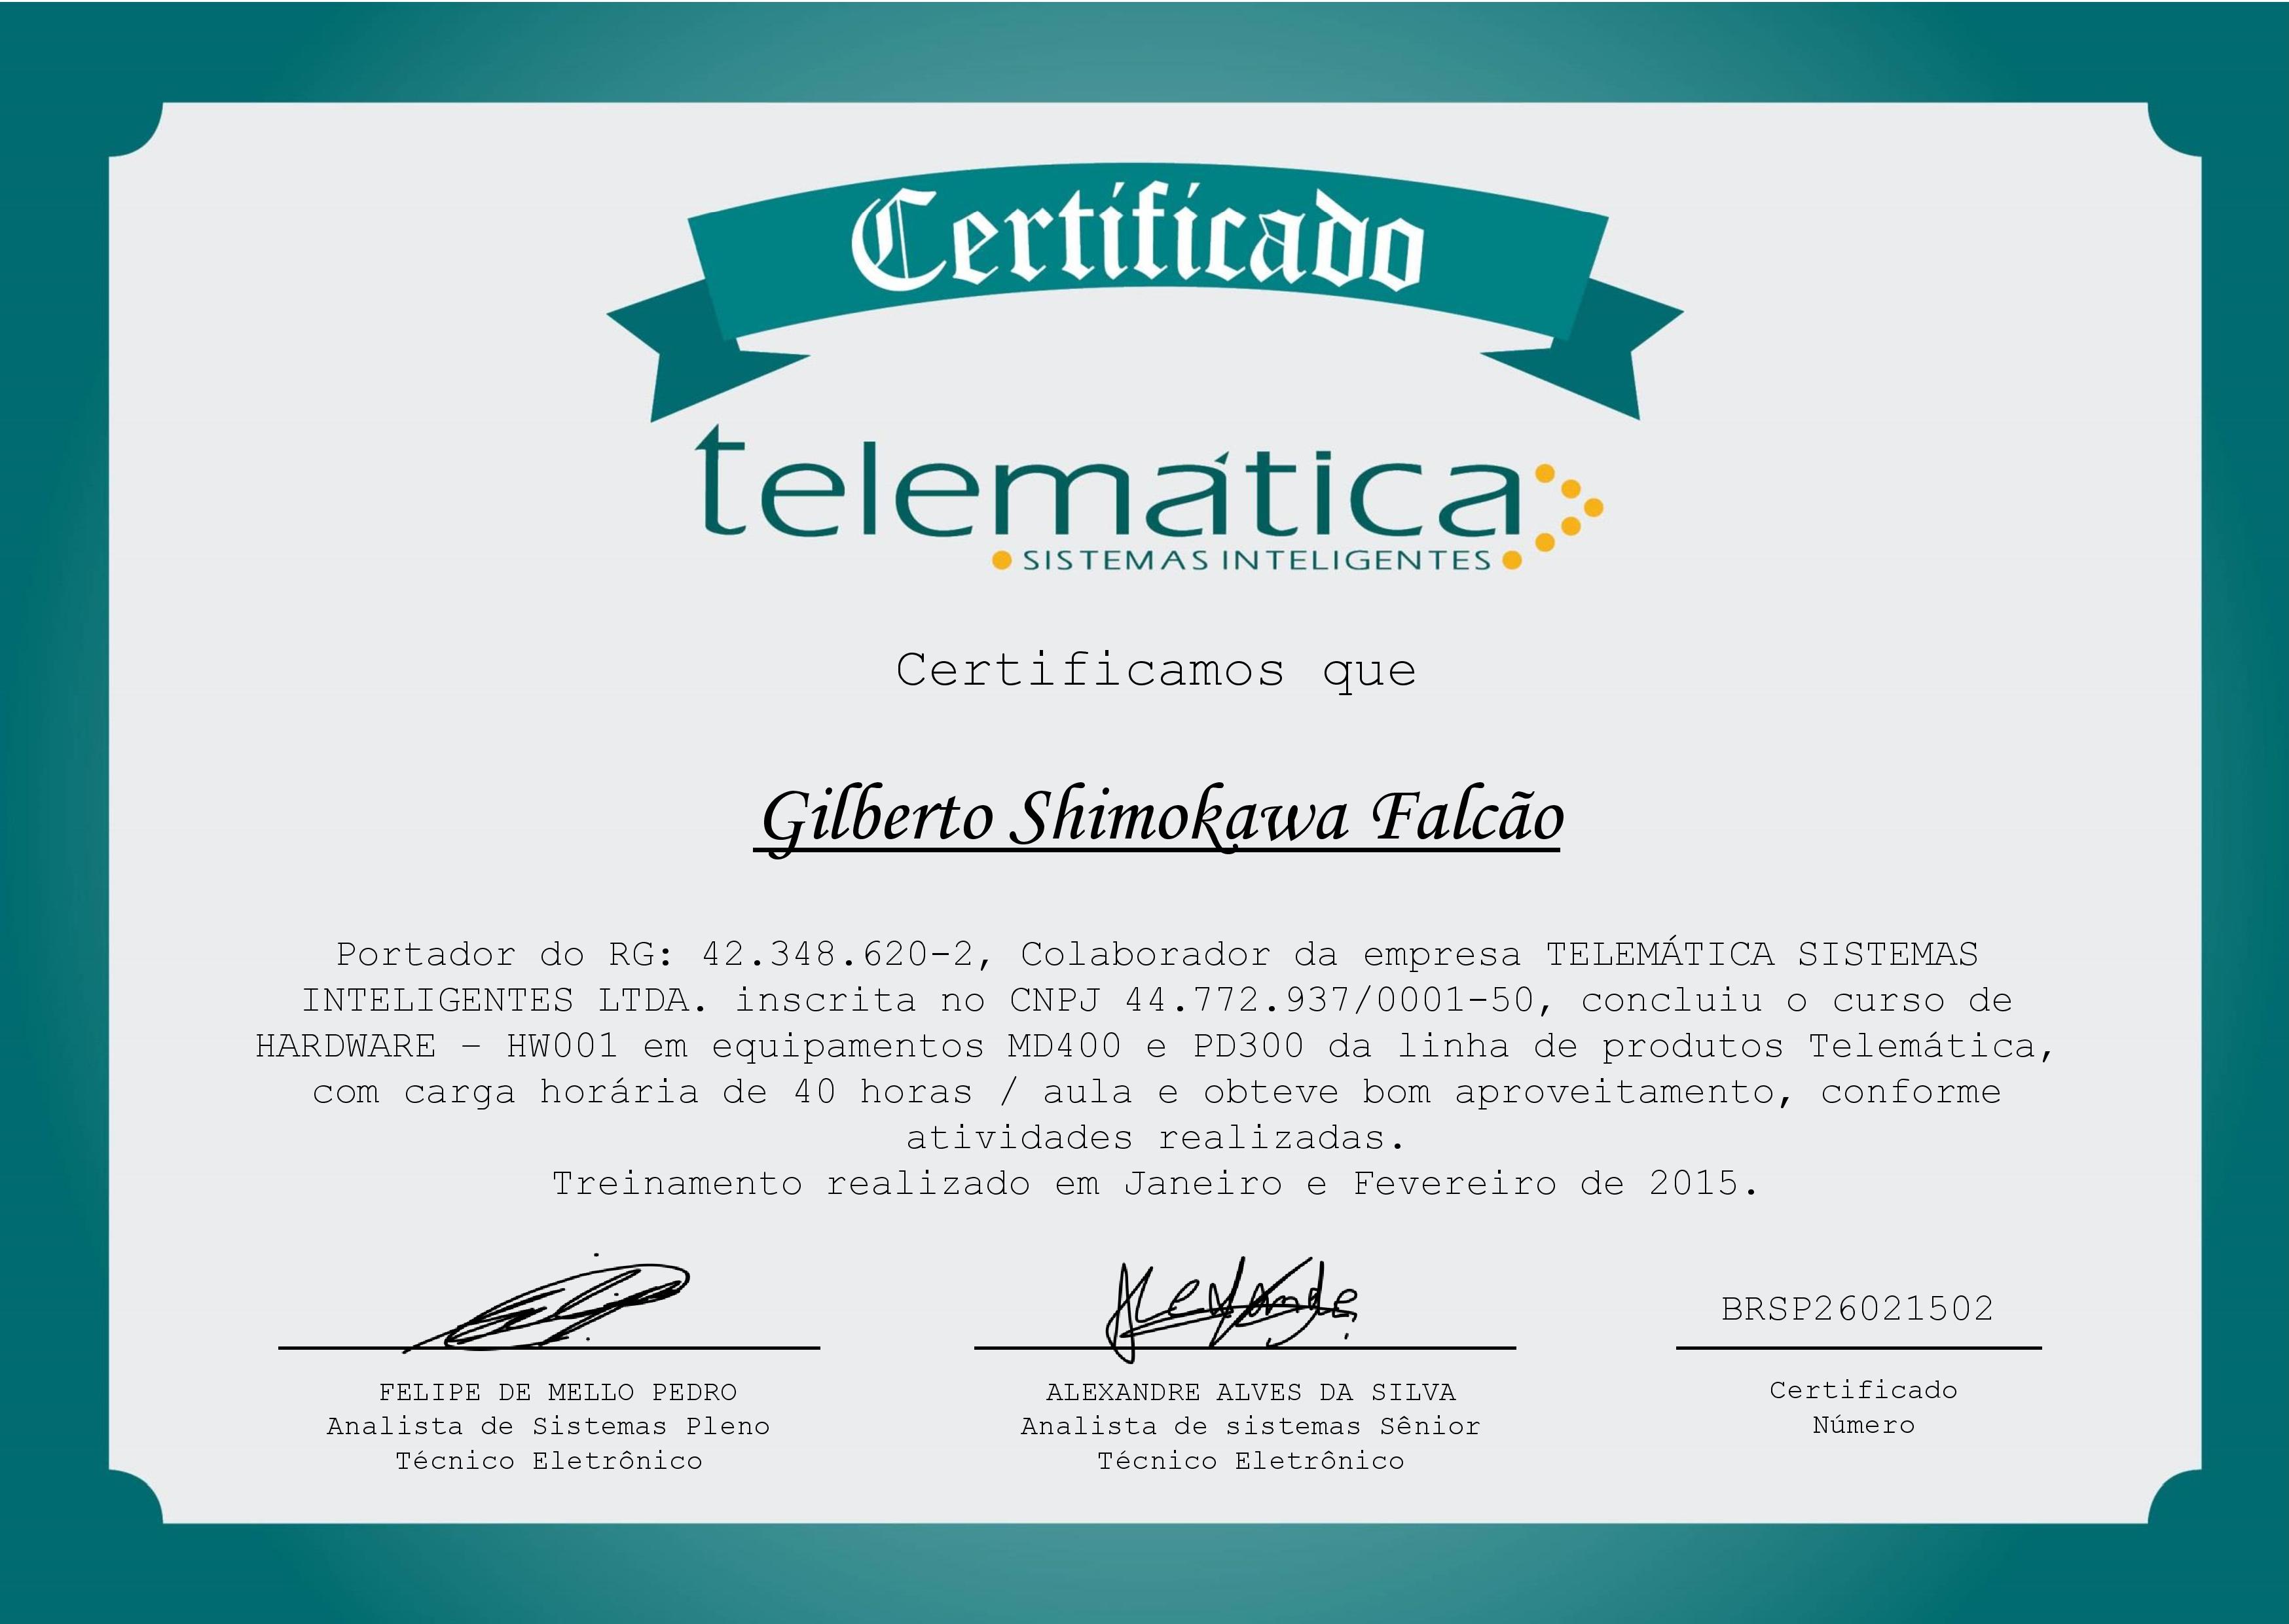 Certificado
telemática
SISTEMAS INTELIGENTES
Certificamos que
Gilberto Shimokawa Falcão
Portador do RG: 42.348.620-2, Colaborador da empresa TELEMÁTICA SISTEMAS
INTELIGENTES LTDA. inscrita no CNPJ 44.772.937/0001-50, concluiu o curso de
HARDWARE – HW001 em equipamentos MD400 e PD300 da linha de produtos Telemática,
com carga horária de 40 horas / aula e obteve bom aproveitamento, conforme
atividades realizadas.
Treinamento realizado em Janeiro e Fevereiro de 2015.
Alexandre
BRSP26021502
FELIPE DE MELLO PEDRO
Analista de Sistemas Pleno
Técnico Eletrônico
ALEXANDRE ALVES DA SILVA
Analista de sistemas Sênior
Técnico Eletrônico
Certificado
Número